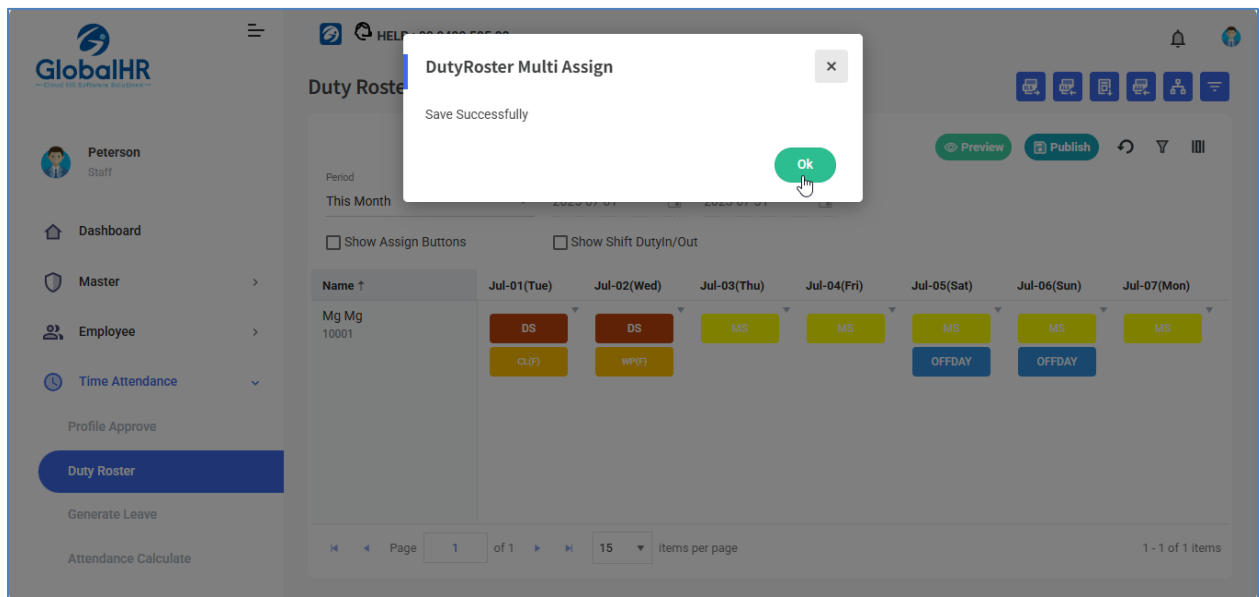 GlobalHR
HELP
DutyRoster Multi Assign
×
Save Successfully
Ok
Duty Roste
Preview
Publish
Peterson
Staff
Period
This Month
Show Assign Buttons
Show Shift DutyIn/Out
Dashboard
Master
Employee
Time Attendance
Profile Approve
Duty Roster
Generate Leave
Attendance Calculate
Name ↑ Jul-01(Tue) Jul-02(Wed) Jul-03(Thu) Jul-04(Fri) Jul-05(Sat) Jul-06(Sun) Jul-07(Mon)
Mg Mg DS DS MS MS MS MS MS
10001 CL(F) WP(F) OFFDAY OFFDAY
Page 1 of 1 15 items per page 1 - 1 of 1 items